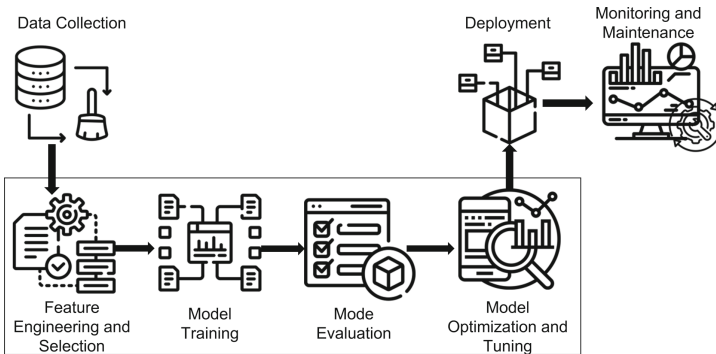 Data Collection
Deployment
Monitoring and
Maintenance
Feature
Engineering and
Selection
Model
Training
Mode
Evaluation
Model
Optimization and
Tuning